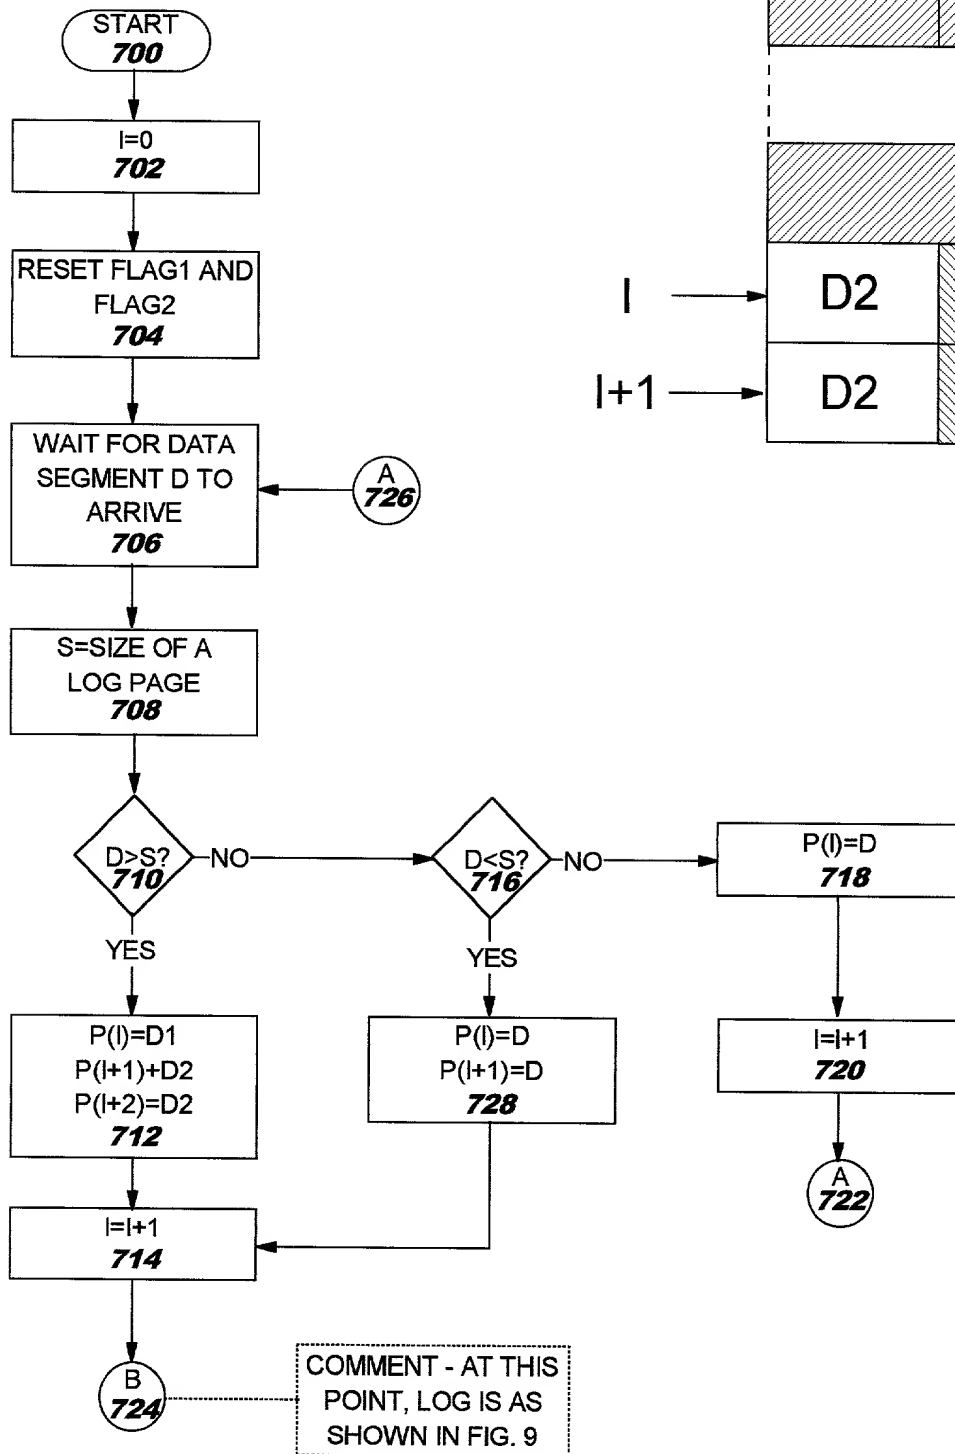 START
700
I=0
702
RESET FLAG1 AND
FLAG2
704
WAIT FOR DATA
SEGMENT D TO
ARRIVE
706
A
726
S=SIZE OF A
LOG PAGE
708
D>S?
710
NO
YES
D<S?
716
NO
YES
P(I)=D
718
P(I)=D1
P(I+1)+D2
P(I+2)=D2
712
P(I)=D
P(I+1)=D
728
I=I+1
720
A
722
I=I+1
714
B
724
COMMENT - AT THIS
POINT, LOG IS AS
SHOWN IN FIG. 9
I
D2
I+1
D2